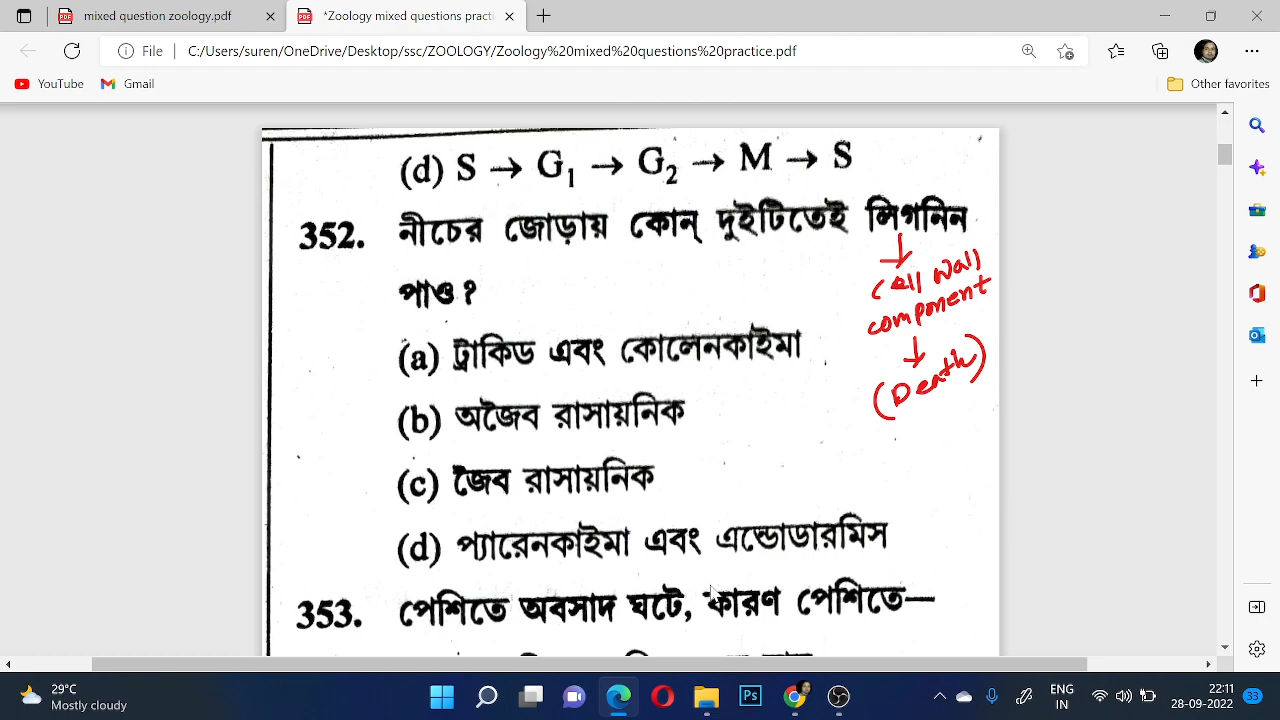 mixed question practice.pdf
*Zoology mixed questions practi
File
C:/Users/suren/OneDrive/Desktop/ssc/ZOOLOGY/Zoology%20mixed%20questions%20practice.pdf
YouTube
Gmail
Other favorites
(d) S → G₁ → G₂ → M → S
352. নীচের জোড়ায় কোন্ দুইটিতেই লিগনিন
পাও?
Cell wall
component
(Death)
(a) ট্রাকিড এবং কোলেনকাইমা
(b) অজৈব রাসায়নিক
(c) জৈব রাসায়নিক
(d) প্যারেনকাইমা এবং এন্ডোডারমিস
353. পেশিতে অবসাদ ঘটে, কারণ পেশিতে—
29°C
Mostly cloudy
ENG
IN
22:11
28-09-2022
33